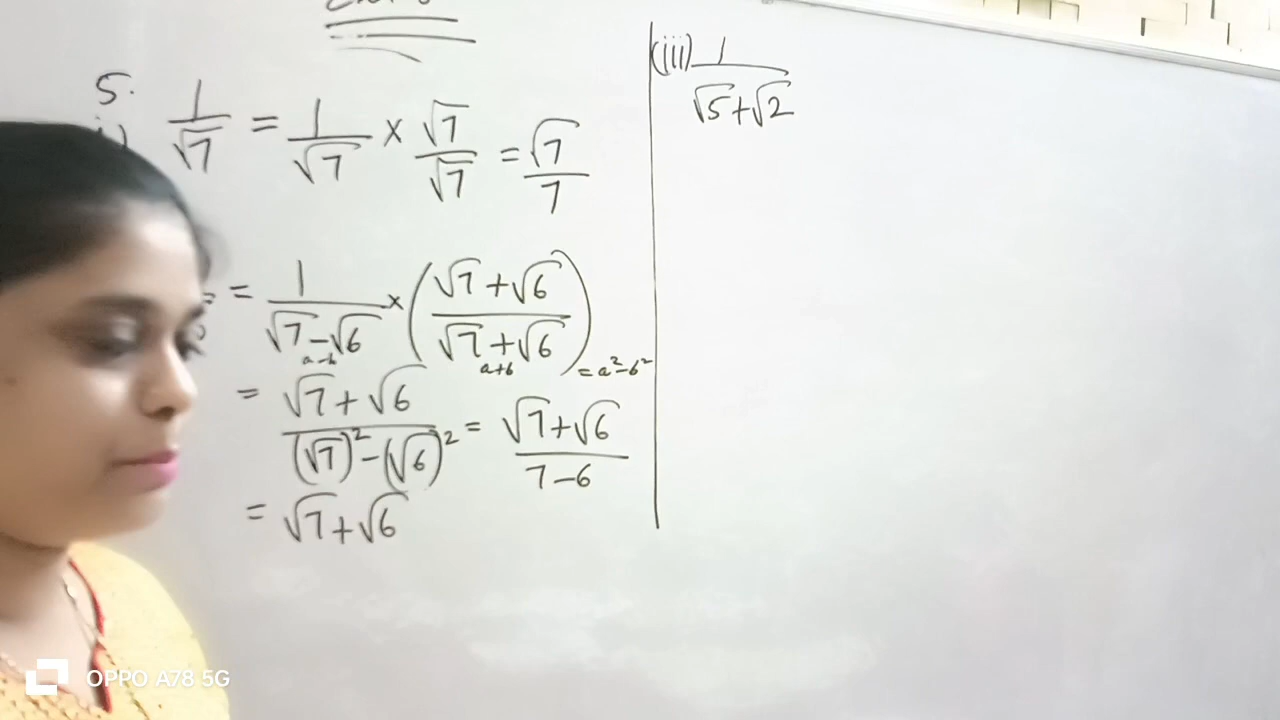 5.
i) 1/√7 = 1/√7 × √7/√7 = √7/7
= 1/(√7-√6) × ((√7+√6)/(√7+√6))
a-b a+b = a²-b²
= (√7+√6)/((√7)²-(√6)²) = (√7+√6)/(7-6)
= √7+√6
(iii) 1/(√5+√2)
OPPO A78 5G